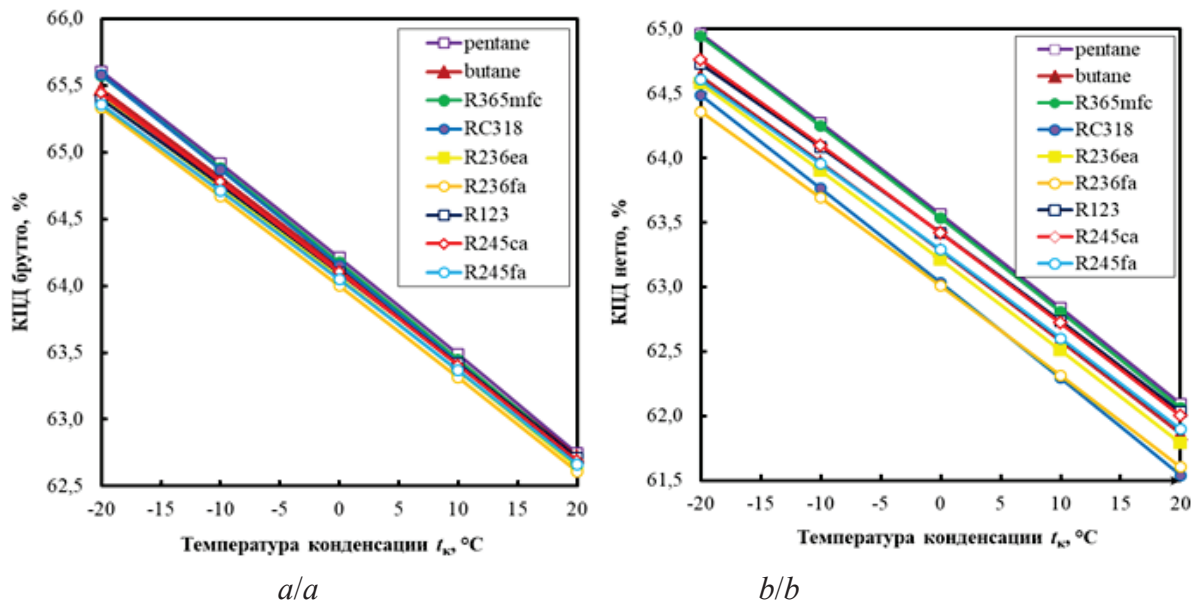 КПД брутто, %
66,0
65,5
65,0
64,5
64,0
63,5
63,0
62,5
-20 -15 -10 -5 0 5 10 15 20
Температура конденсации tк, °C
pentane
butane
R365mfc
RC318
R236ea
R236fa
R123
R245ca
R245fa
a/a
КПД нетто, %
65,0
64,5
64,0
63,5
63,0
62,5
62,0
61,5
-20 -15 -10 -5 0 5 10 15 20
Температура конденсации tк, °C
pentane
butane
R365mfc
RC318
R236ea
R236fa
R123
R245ca
R245fa
b/b